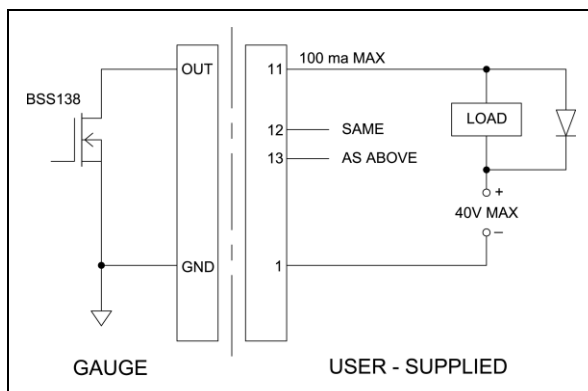 OUT
11
100 ma MAX
BSS138
LOAD
12
SAME
13
AS ABOVE
+
40V MAX
–
GND
1
GAUGE
USER - SUPPLIED